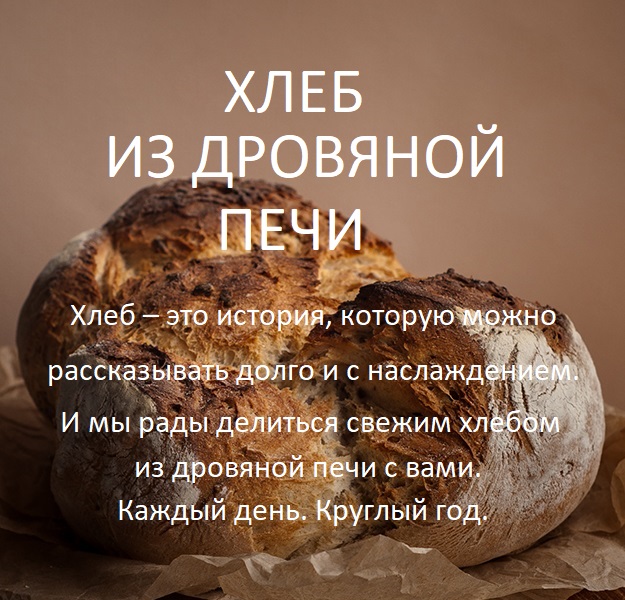 ХЛЕБ
ИЗ ДРОВЯНОЙ
ПЕЧИ
Хлеб – это история, которую можно
рассказывать долго и с наслаждением.
И мы рады делиться свежим хлебом
из дровяной печи с вами.
Каждый день. Круглый год.